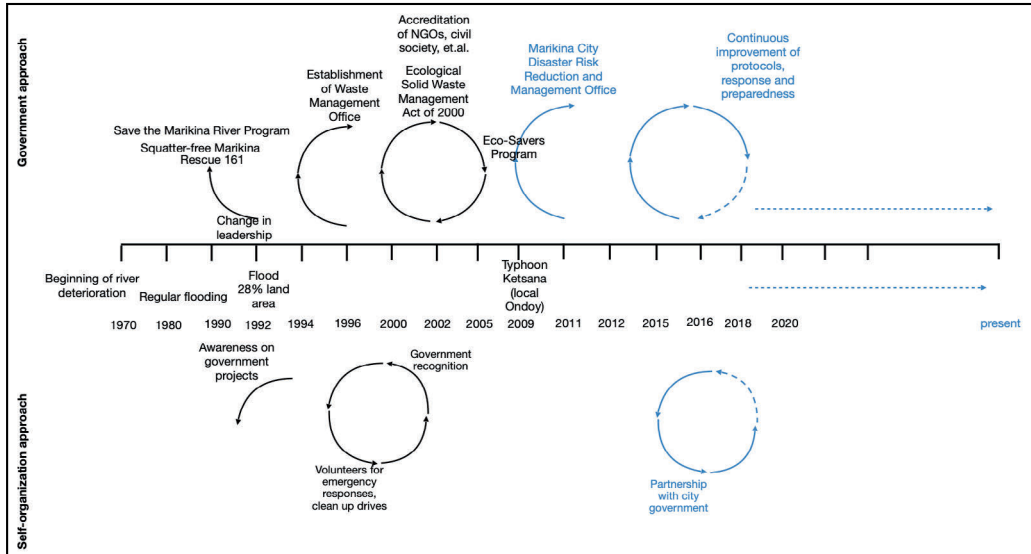 Government approach
Accreditation
of NGOs, civil
society, et.al.
Establishment
of Waste
Management
Office
Ecological
Solid Waste
Management
Act of 2000
Marikina City
Disaster Risk
Reduction and
Management Office
Continuous
improvement of
protocols,
response and
preparedness
Save the Marikina River Program
Squatter-free Marikina
Rescue 161
Eco-Savers
Program
Change in
leadership
Beginning of river
deterioration
Regular flooding
Flood
28% land
area
Typhoon
Ketsana
(local
Ondoy)
1970 1980 1990 1992 1994 1996 2000 2002 2005 2009 2011 2012 2015 2016 2018 2020 present
Self-organization approach
Awareness on
government
projects
Government
recognition
Volunteers for
emergency
responses,
clean up drives
Partnership
with city
government